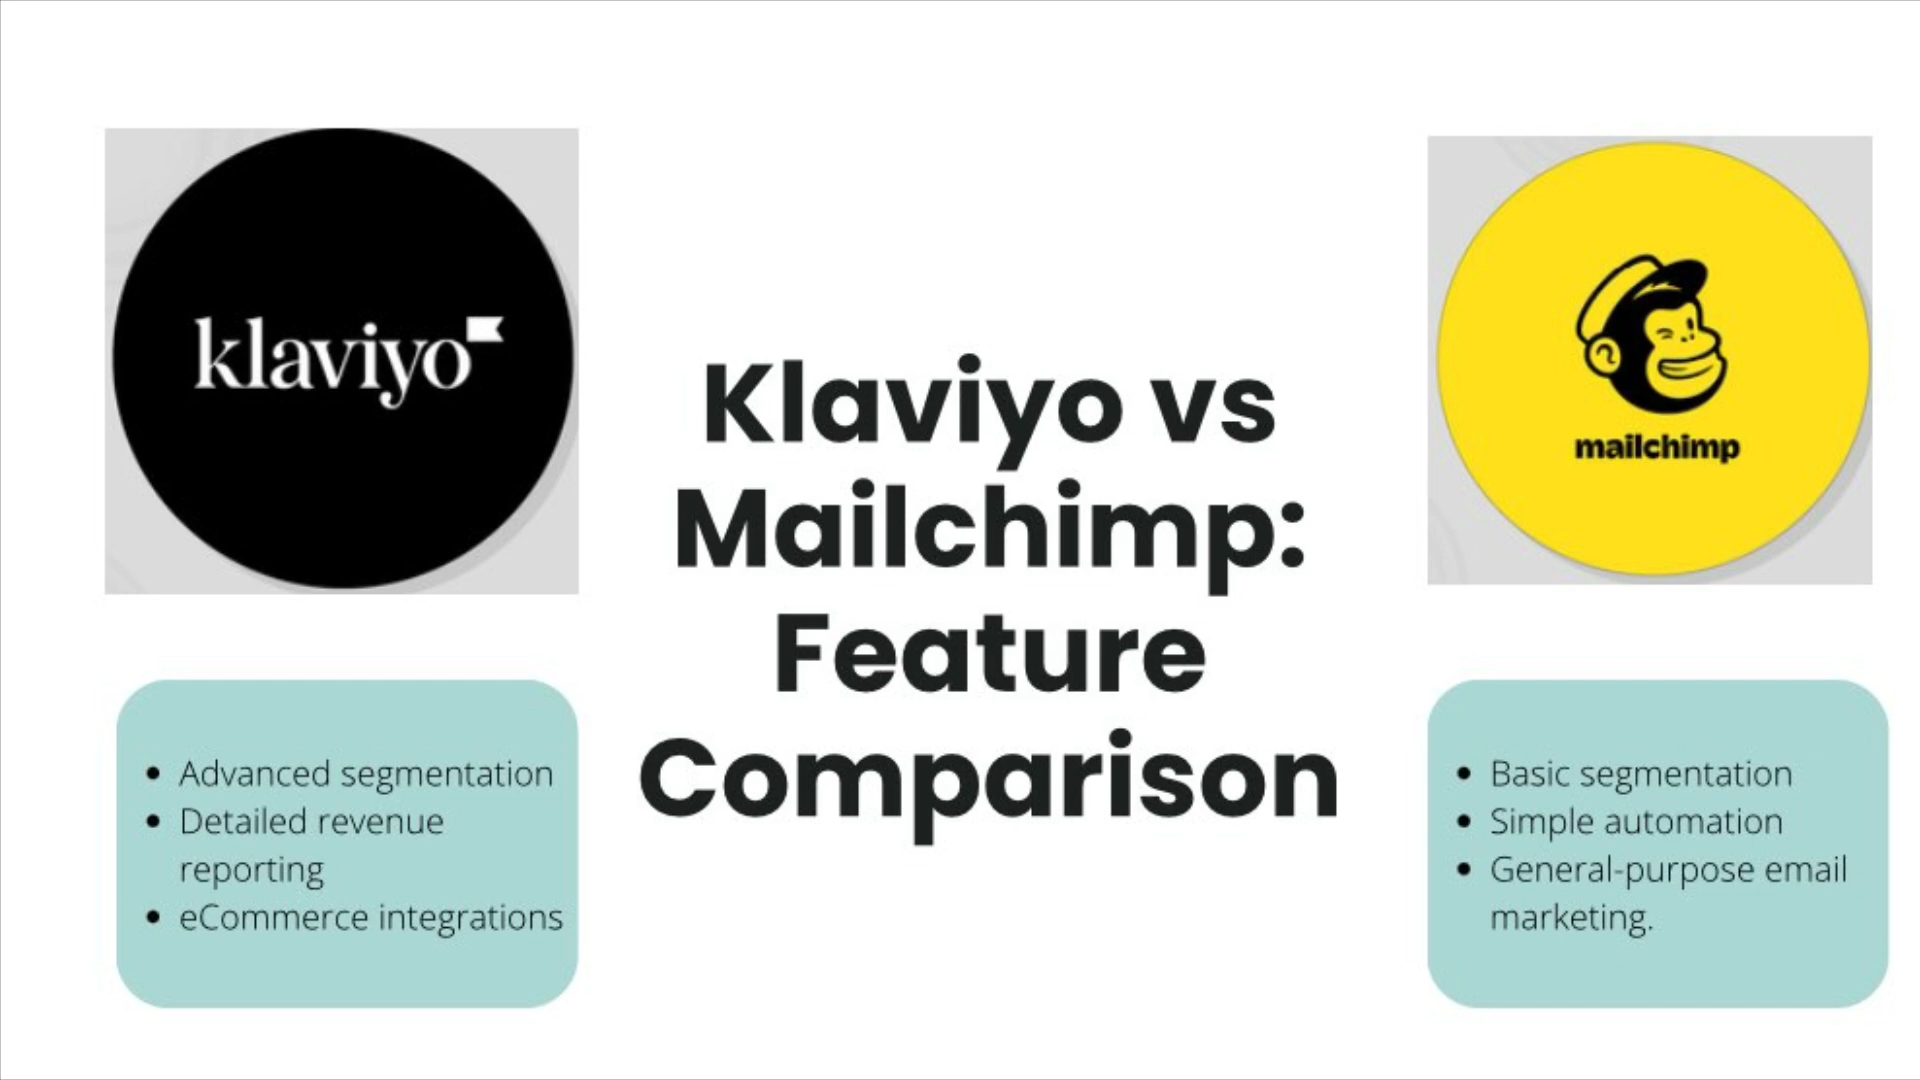 klaviyo
mailchimp
Klaviyo vs
Mailchimp:
Feature
Comparison
• Advanced segmentation
• Detailed revenue
reporting
• eCommerce integrations
• Basic segmentation
• Simple automation
• General-purpose email
marketing.